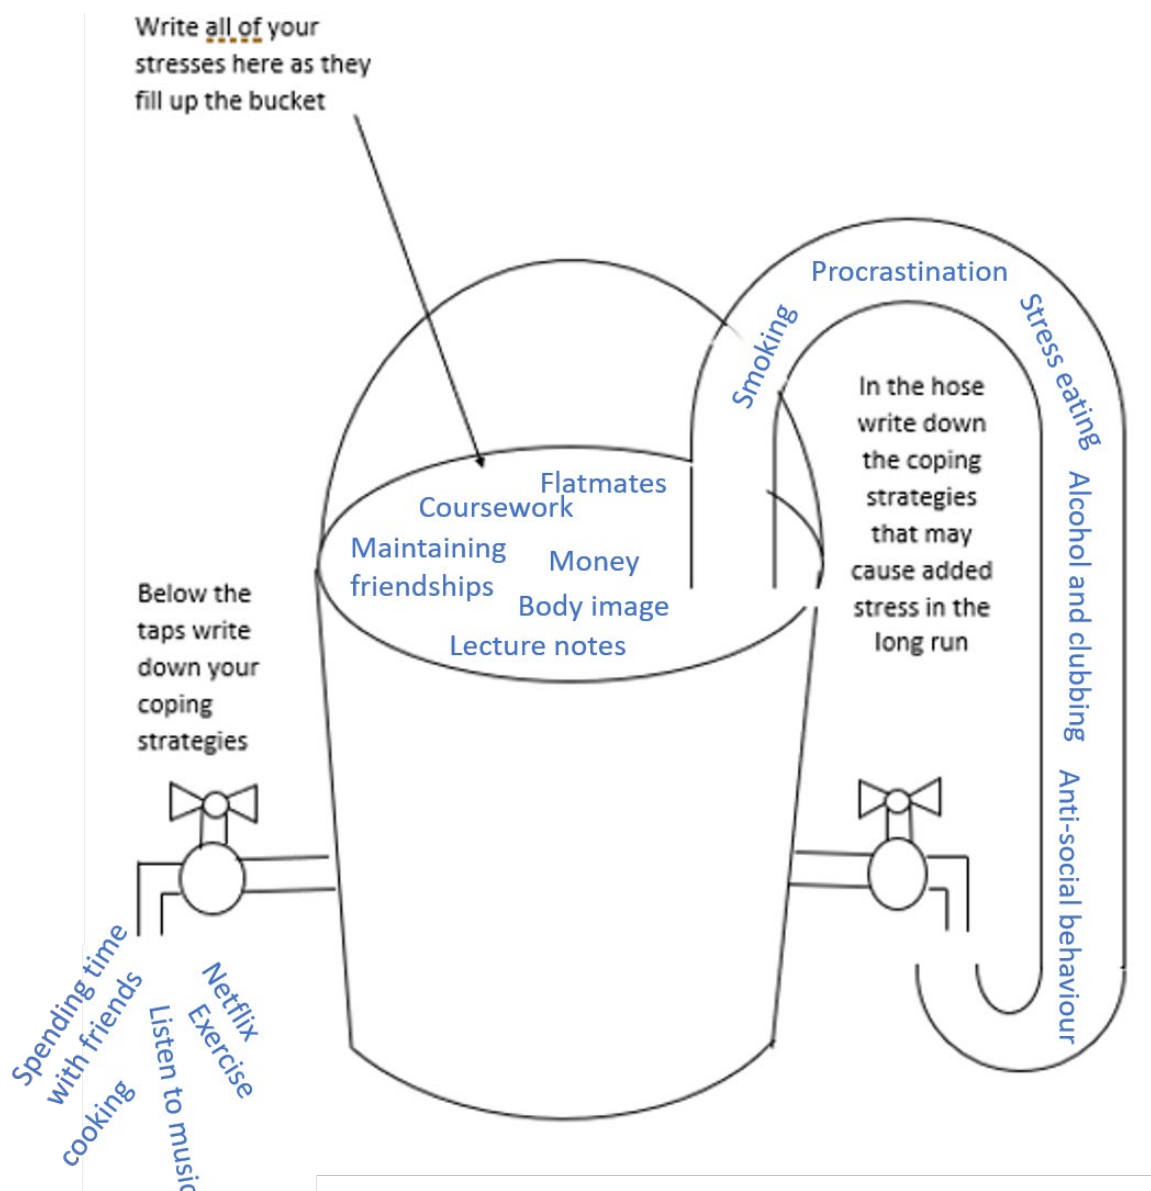 Write all of your
stresses here as they
fill up the bucket
Procrastination
Smoking
Stress eating
Alcohol and clubbing
Anti-social behaviour
In the hose
write down
the coping
strategies
that may
cause added
stress in the
long run
Flatmates
Coursework
Maintaining
friendships
Money
Body image
Lecture notes
Below the
taps write
down your
coping
strategies
Spending time
with friends
Netflix
Exercise
Listen to music
cooking